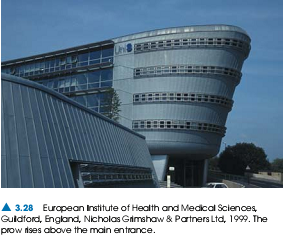 UniS
▲ 3.28 European Institute of Health and Medical Sciences,
Guildford, England, Nicholas Grimshaw & Partners Ltd, 1999. The
prow rises above the main entrance.